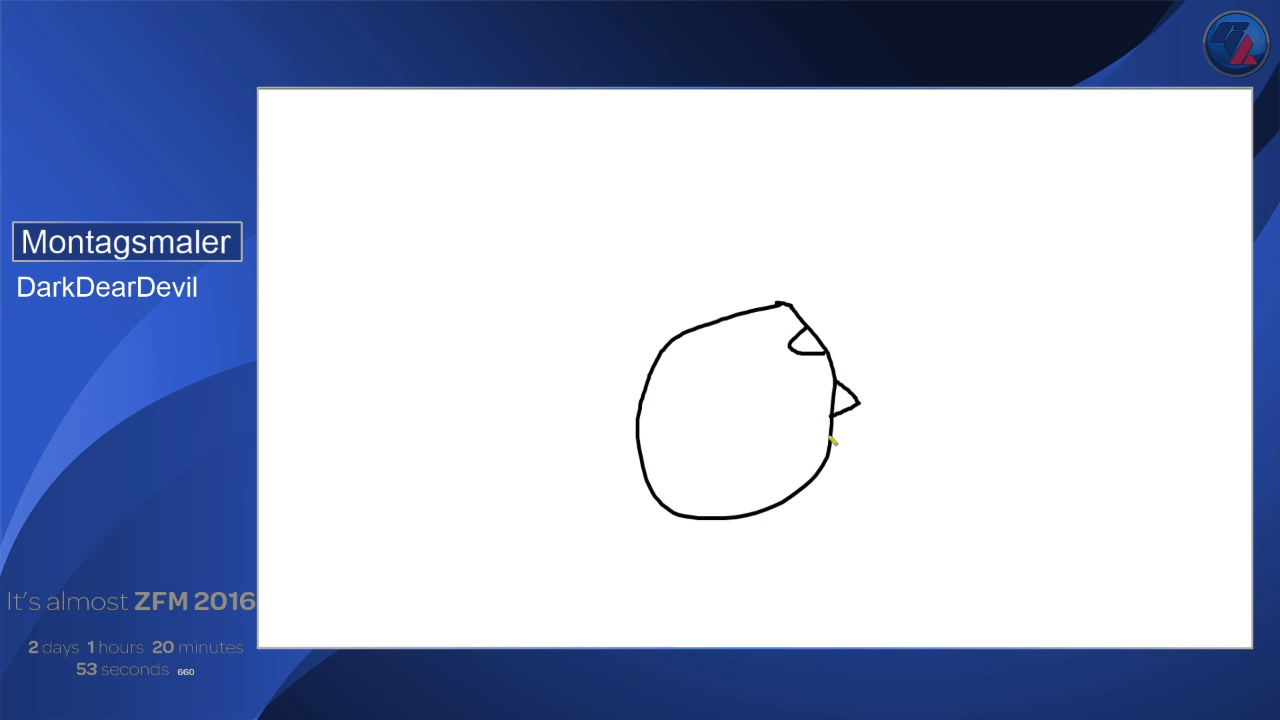 Montagsmaler
DarkDearDevil
It's almost ZFM 2016
2 days 1 hours 20 minutes
53 seconds 660